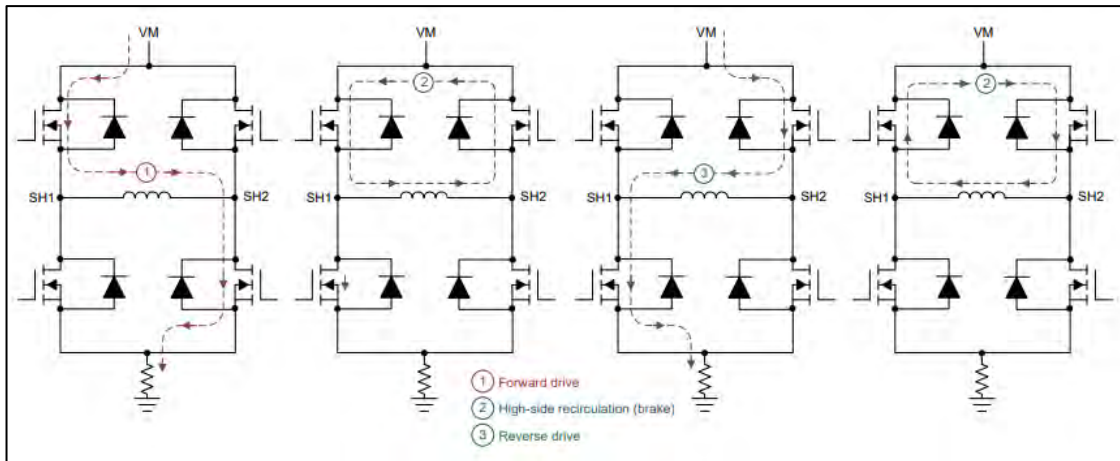 VM VM VM VM
2 2
1 3
SH1 SH2 SH1 SH2 SH1 SH2 SH1 SH2
1 Forward drive
2 High-side recirculation (brake)
3 Reverse drive